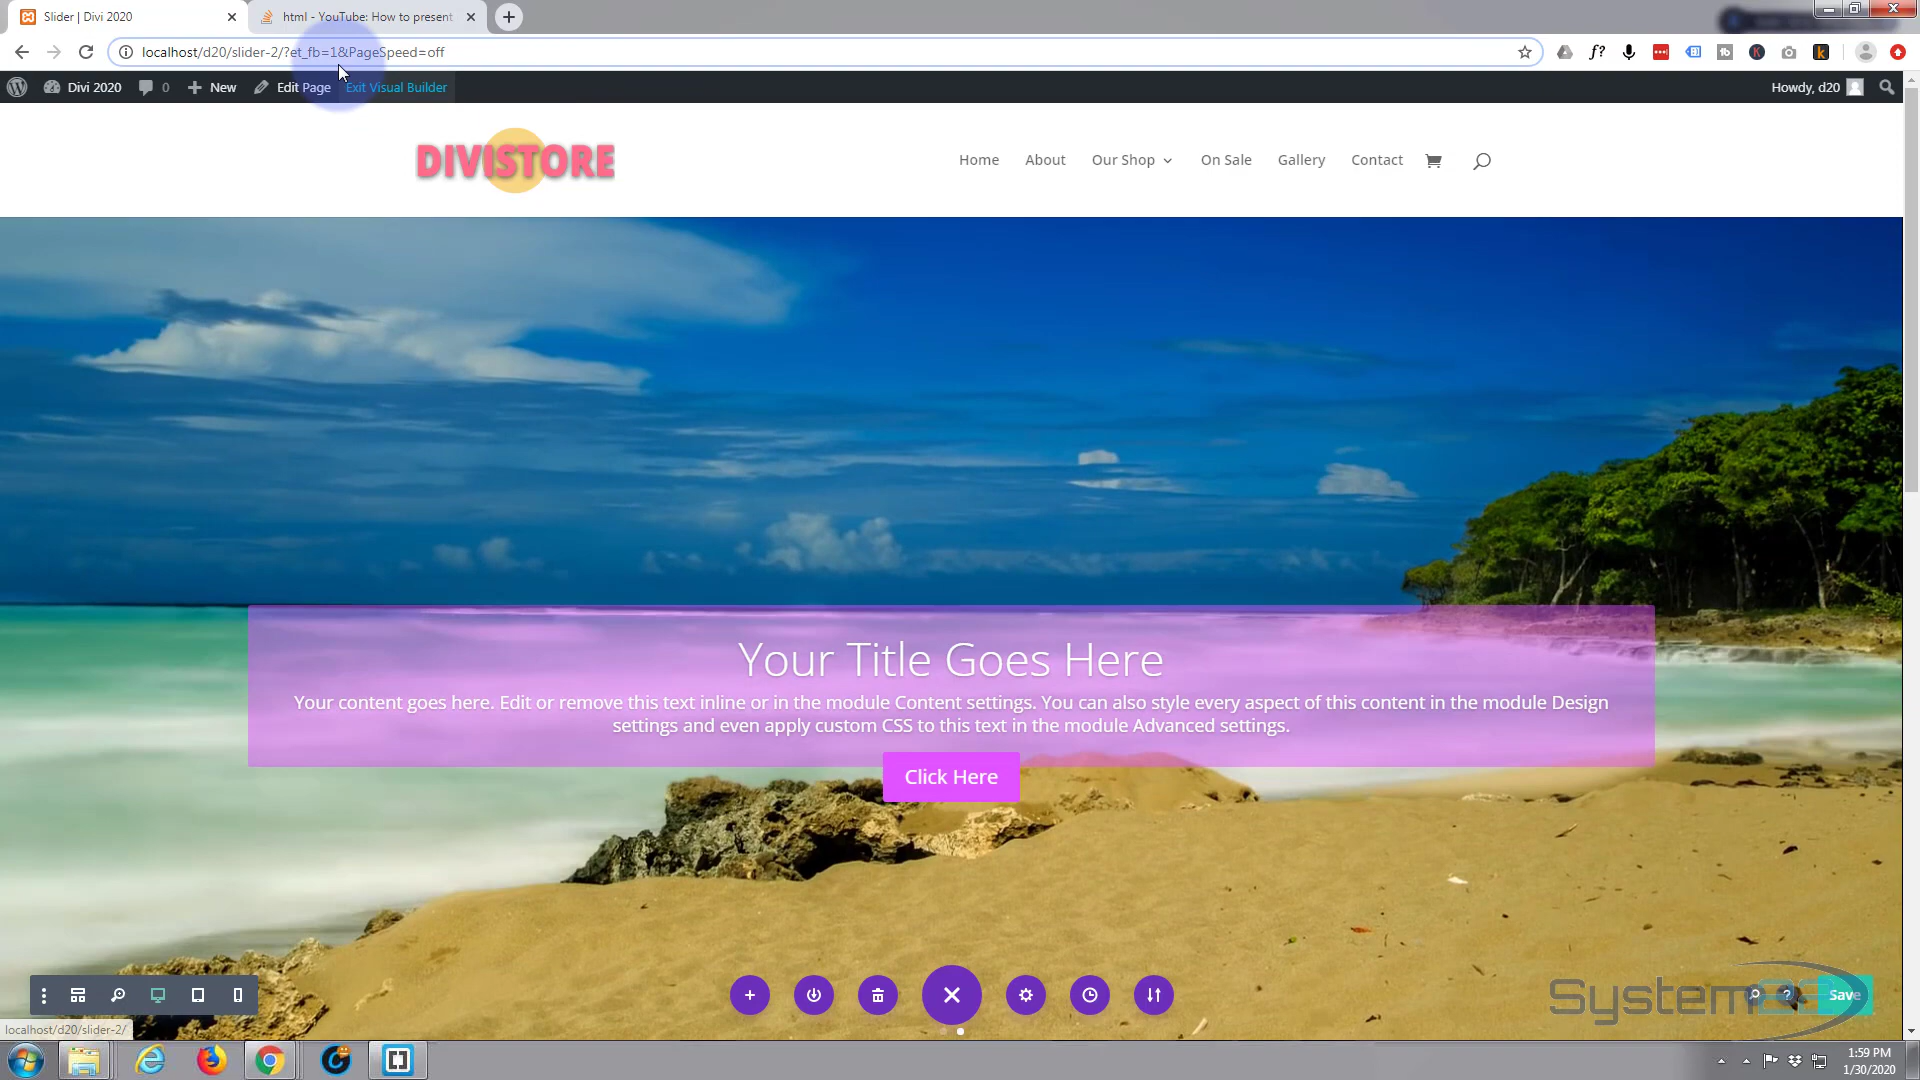 Slider | Divi 2020
html - YouTube: How to present
localhost/d20/slider-2/?et_fb=1&PageSpeed=off
Divi 2020
0
New
Edit Page
Exit Visual Builder
Howdy, d20
DIVISTORE
Home
About
Our Shop
On Sale
Gallery
Contact
Your Title Goes Here
Your content goes here. Edit or remove this text inline or in the module Content settings. You can also style every aspect of this content in the module Design
settings and even apply custom CSS to this text in the module Advanced settings.
Click Here
Save
localhost/d20/slider-2/
1:59 PM
1/30/2020